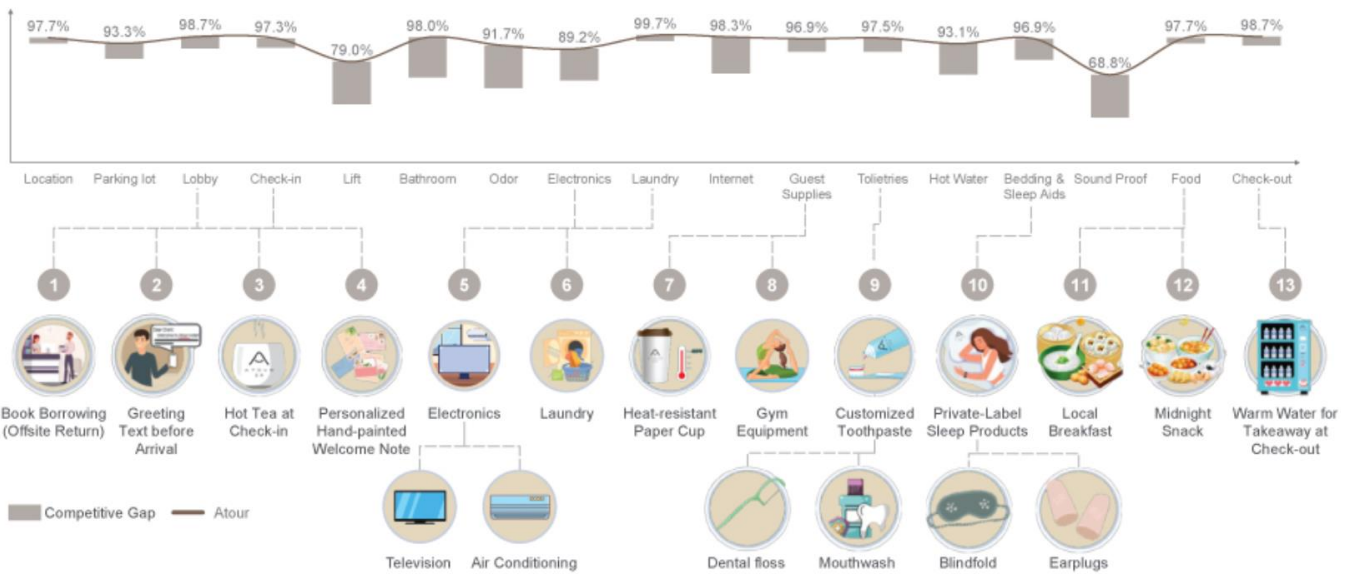 97.7% 93.3% 98.7% 97.3% 79.0% 98.0% 91.7% 89.2% 99.7% 98.3% 96.9% 97.5% 93.1% 96.9% 68.8% 97.7% 98.7%
Location Parking lot Lobby Check-in Lift Bathroom Odor Electronics Laundry Internet Guest Tolietries Hot Water Bedding & Sound Proof Food Check-out
Supplies Sleep Aids
1 2 3 4 5 6 7 8 9 10 11 12 13
Book Borrowing Greeting Hot Tea at Personalized Electronics Laundry Heat-resistant Gym Customized Private-Label Local Midnight Warm Water for
(Offsite Return) Text before Check-in Hand-painted Paper Cup Equipment Toothpaste Sleep Products Breakfast Snack Takeaway at
Arrival Welcome Note Check-out
Competitive Gap Atour
Television Air Conditioning Dental floss Mouthwash Blindfold Earplugs